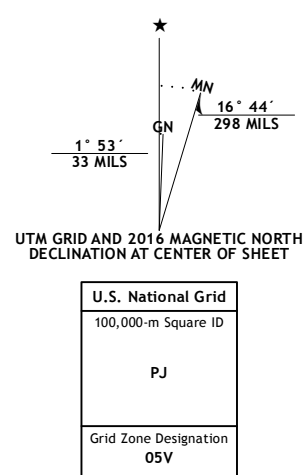 MN
16° 44´
298 MILS
GN
1° 53´
33 MILS
UTM GRID AND 2016 MAGNETIC NORTH
DECLINATION AT CENTER OF SHEET
U.S. National Grid
100,000-m Square ID
PJ
Grid Zone Designation
05V